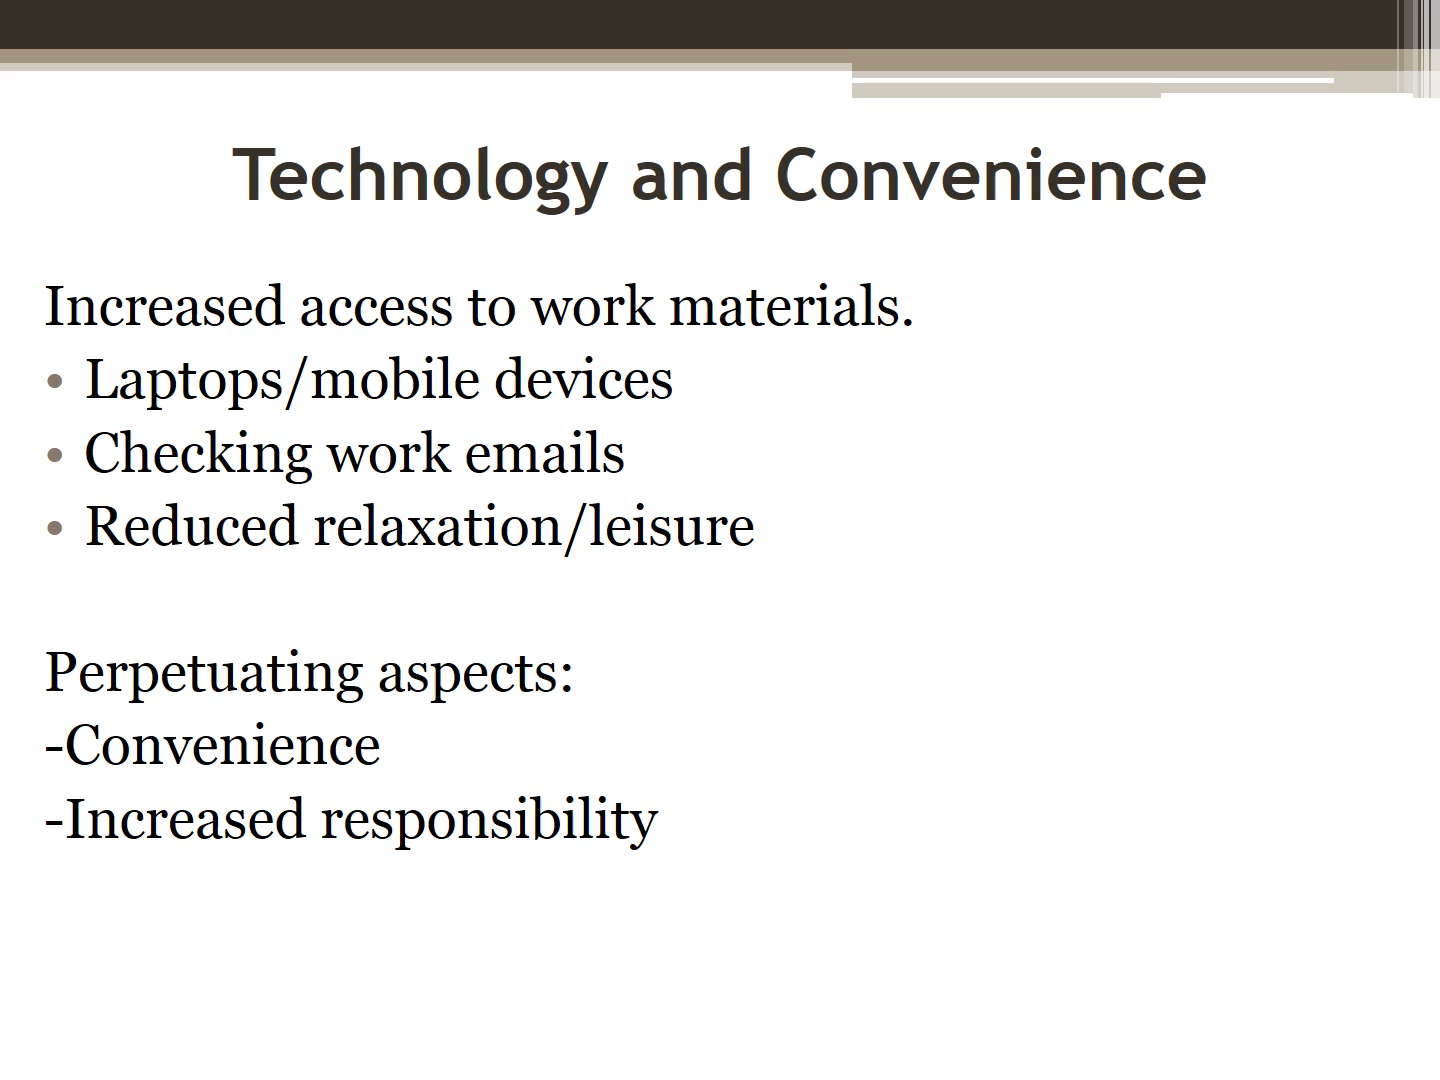 Technology and Convenience
Increased access to work materials.
• Laptops/mobile devices
• Checking work emails
• Reduced relaxation/leisure
Perpetuating aspects:
-Convenience
-Increased responsibility